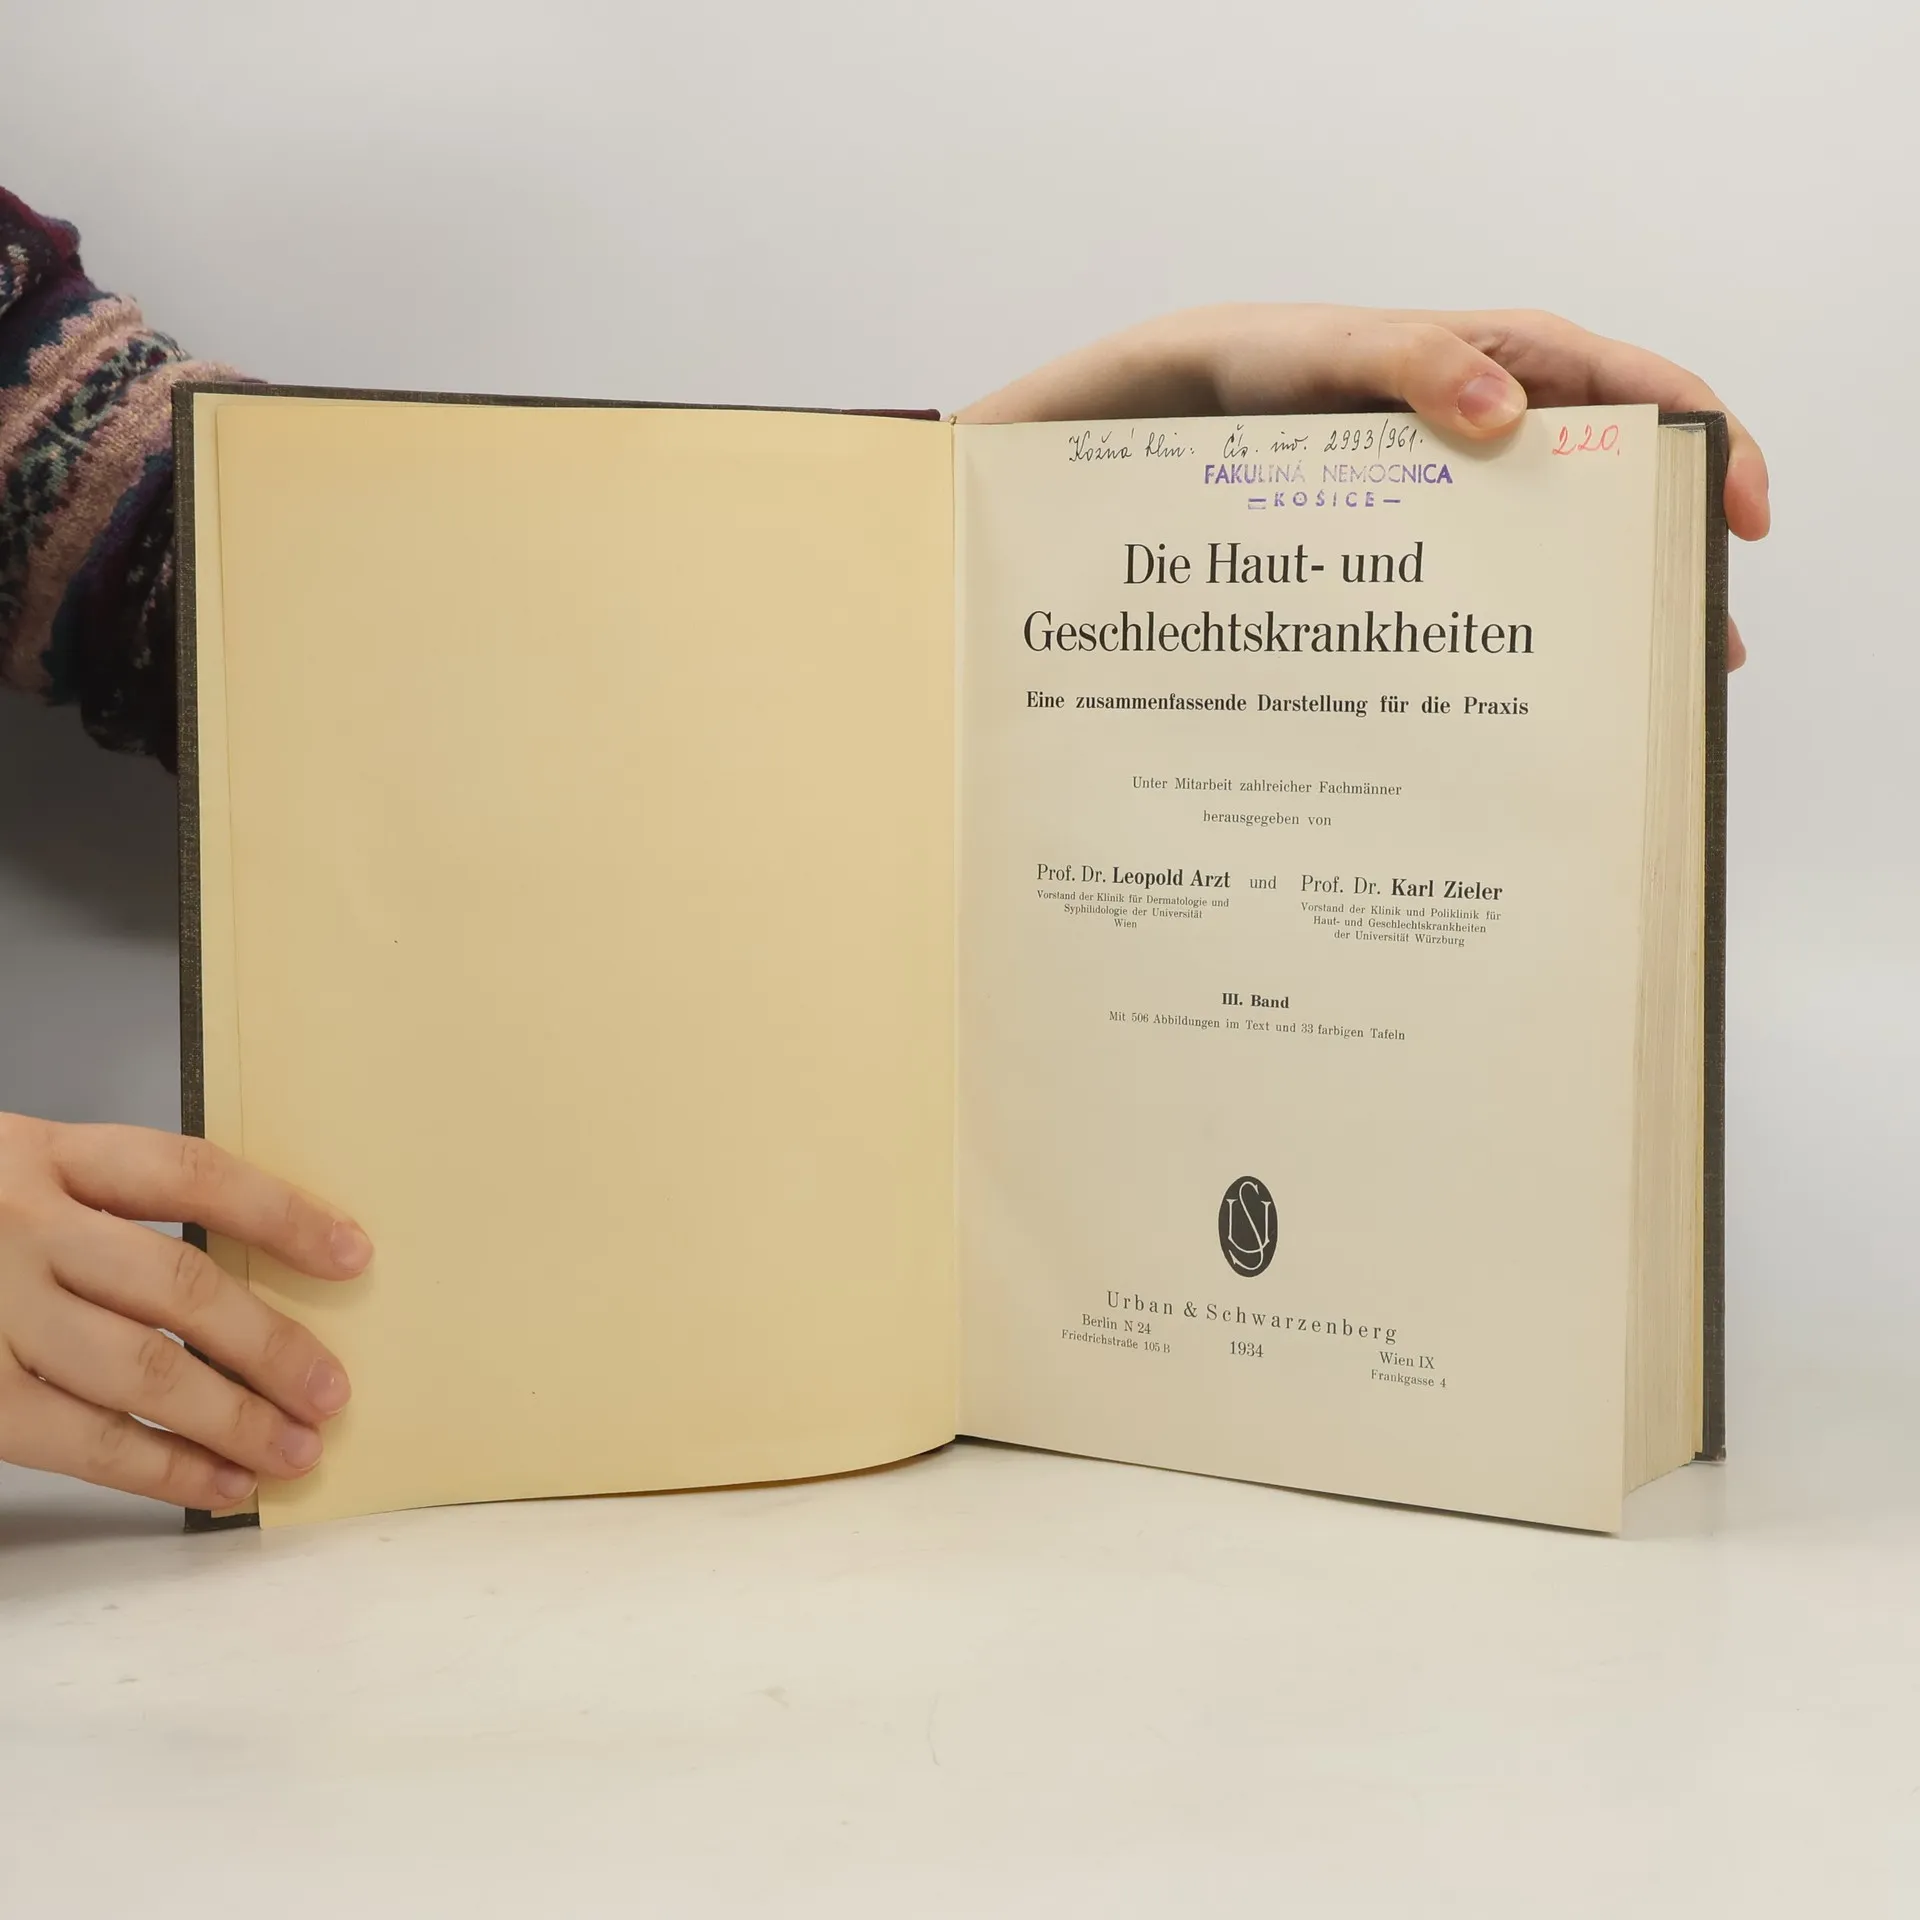 Kožná klin: Čís. inv. 2993/961.
220.
FAKULTNÁ NEMOCNICA
KOŠICE
Die Haut- und
Geschlechtskrankheiten
Eine zusammenfassende Darstellung für die Praxis
Unter Mitarbeit zahlreicher Fachmänner
herausgegeben von
Prof. Dr. Leopold Arzt und Prof. Dr. Karl Zieler
Vorstand der Klinik für Dermatologie und
Syphilidologie der Universität
Wien
Vorstand der Klinik und Poliklinik für
Haut- und Geschlechtskrankheiten
der Universität Würzburg
III. Band
Mit 506 Abbildungen im Text und 33 farbigen Tafeln
US
Urban & Schwarzenberg
Berlin N 24
Friedrichstraße 105 B
1934
Wien IX
Frankgasse 4